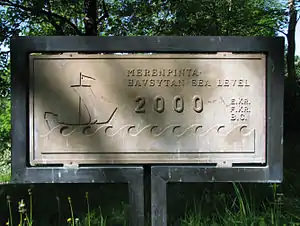 MERENPINTA-
HAVSYTAN-SEA LEVEL
2000
E.KR.
F.KR.
B.C.